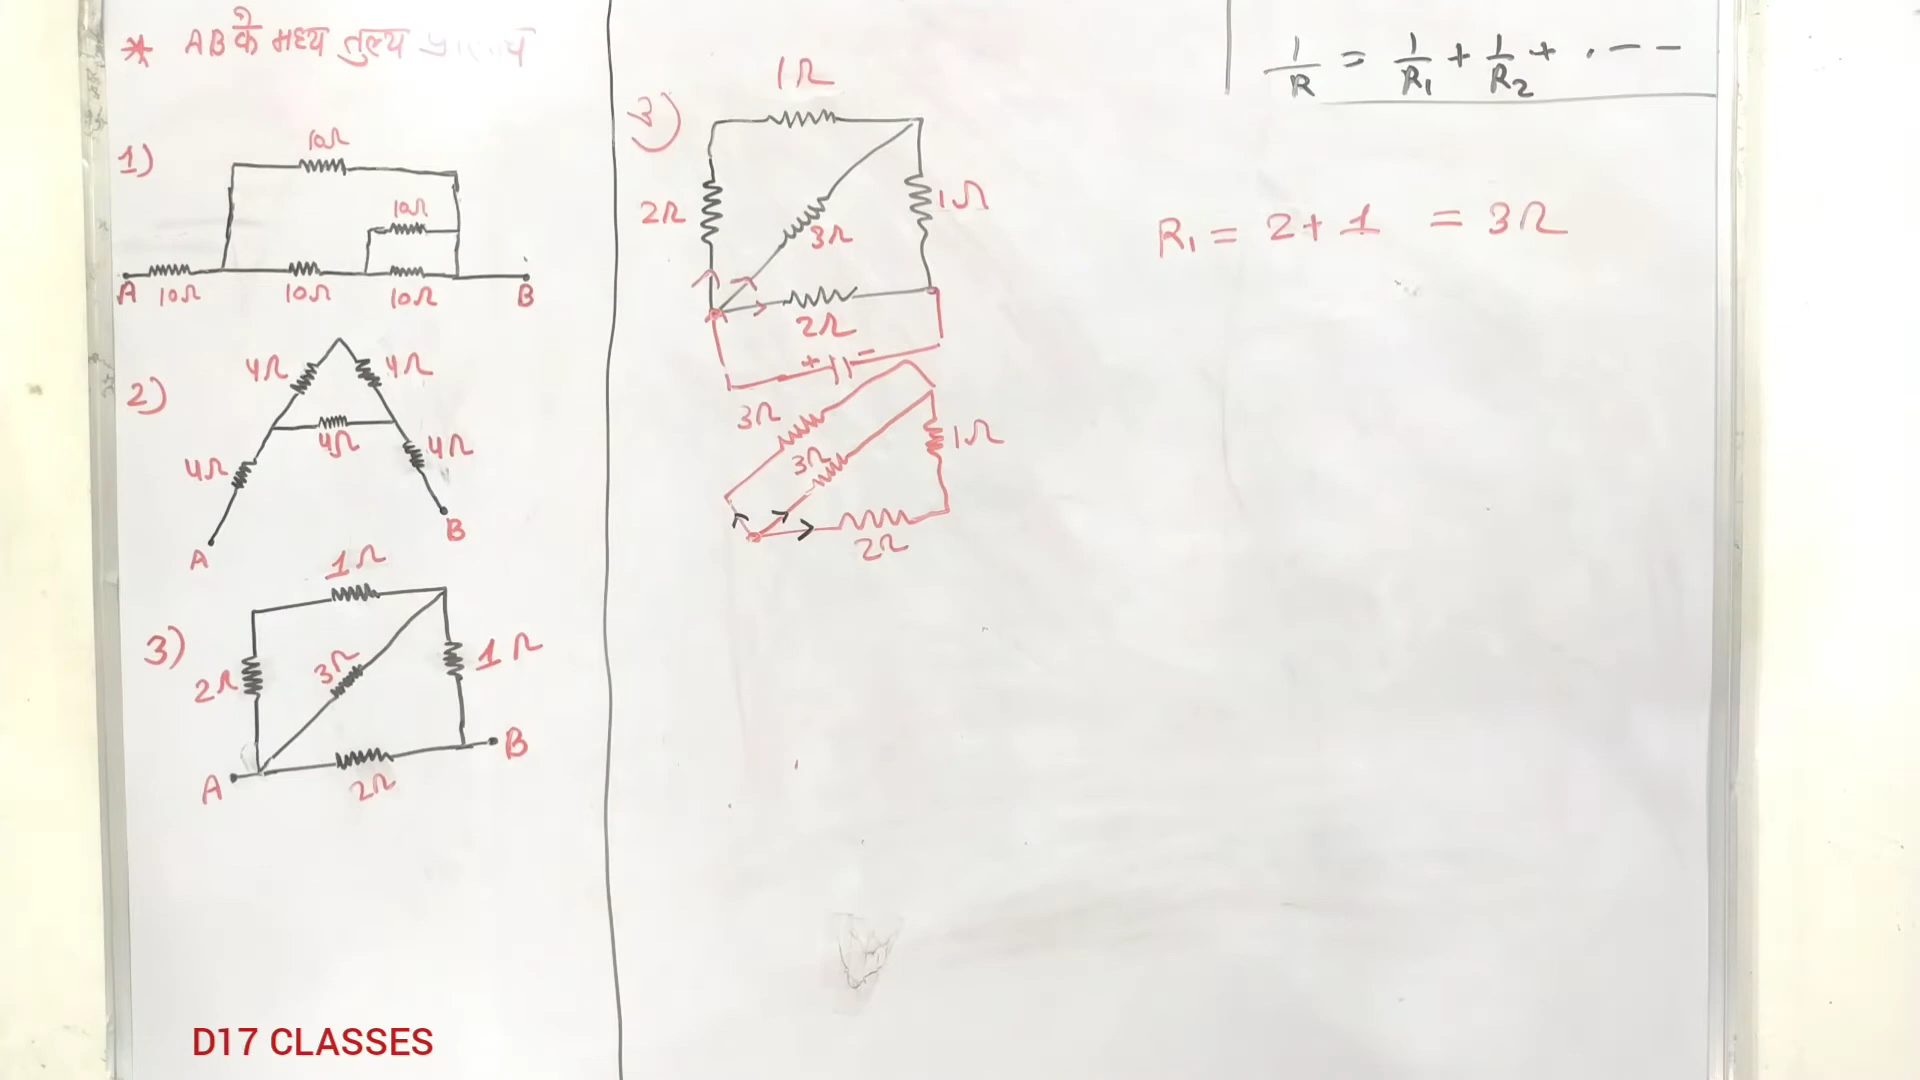 * AB के मध्य तुल्य
1)
10Ω
10Ω
A 10Ω 10Ω 10Ω B
2)
4Ω 4Ω
4Ω
4Ω 4Ω
A B
3)
1Ω
2Ω 3Ω 1Ω
A 2Ω B
3)
1Ω
2Ω 3Ω 1Ω
2Ω
+ −
3Ω
3Ω 1Ω
2Ω
1/R = 1/R₁ + 1/R₂ + . - - -
R₁ = 2 + 1 = 3Ω
D17 CLASSES